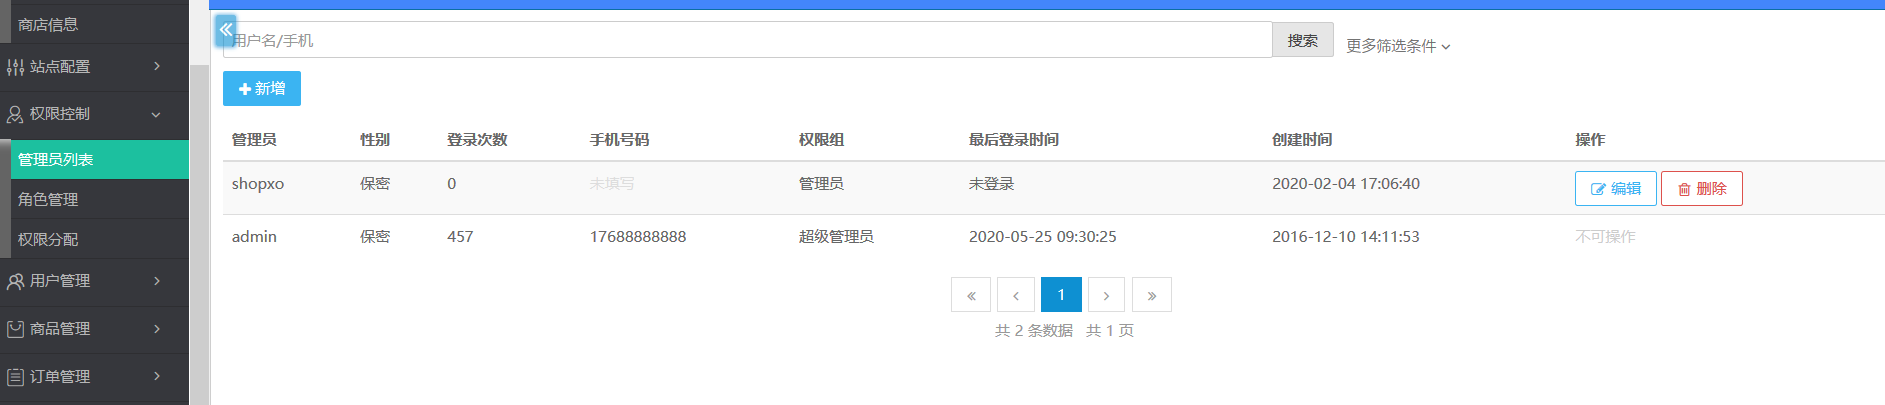 商店信息
站点配置
权限控制
管理员列表
角色管理
权限分配
用户管理
商品管理
订单管理
用户名/手机 搜索 更多筛选条件
新增
管理员 性别 登录次数 手机号码 权限组 最后登录时间 创建时间 操作
shopxo 保密 0 未填写 管理员 未登录 2020-02-04 17:06:40 编辑 删除
admin 保密 457 17688888888 超级管理员 2020-05-25 09:30:25 2016-12-10 14:11:53 不可操作
« ‹ 1 › »
共 2 条数据 共 1 页